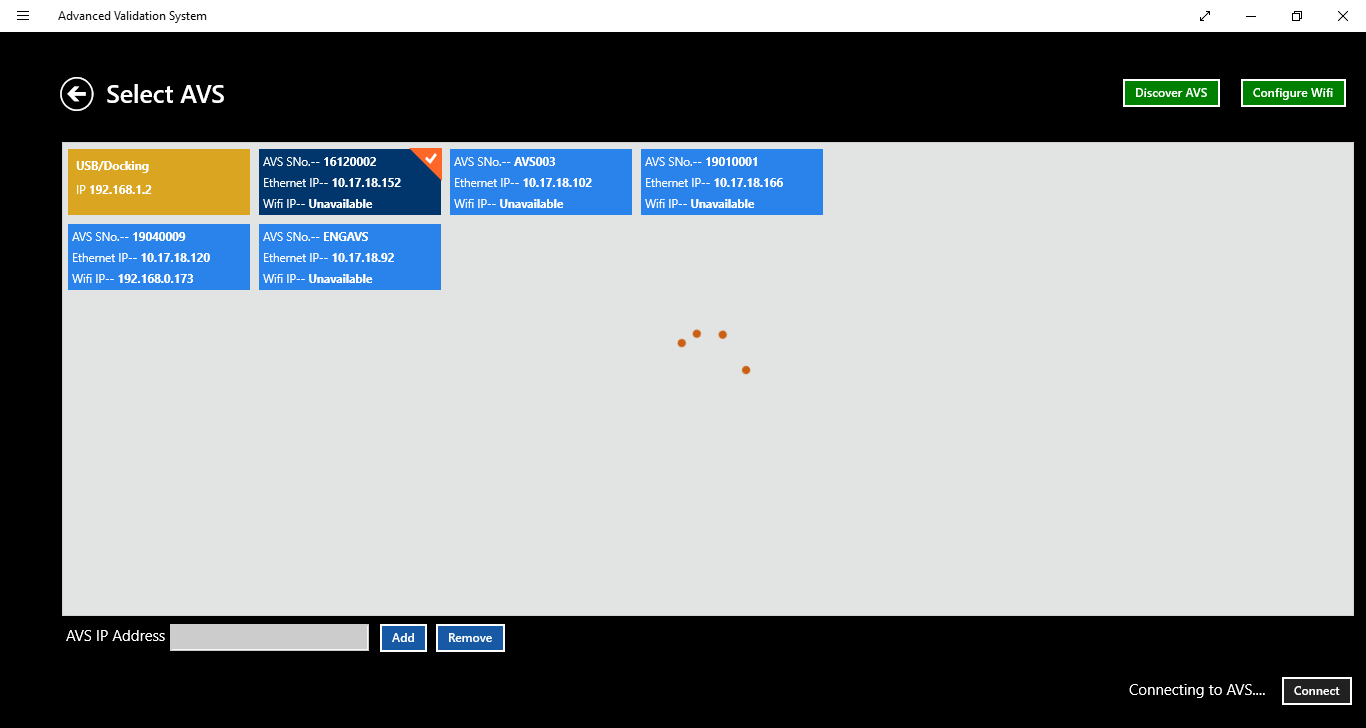 Advanced Validation System
Select AVS
Discover AVS
Configure Wifi
USB/Docking
IP 192.168.1.2
AVS SNo.-- 16120002
Ethernet IP-- 10.17.18.152
Wifi IP-- Unavailable
AVS SNo.-- AVS003
Ethernet IP-- 10.17.18.102
Wifi IP-- Unavailable
AVS SNo.-- 19010001
Ethernet IP-- 10.17.18.166
Wifi IP-- Unavailable
AVS SNo.-- 19040009
Ethernet IP-- 10.17.18.120
Wifi IP-- 192.168.0.173
AVS SNo.-- ENGAVS
Ethernet IP-- 10.17.18.92
Wifi IP-- Unavailable
AVS IP Address
Add
Remove
Connecting to AVS....
Connect